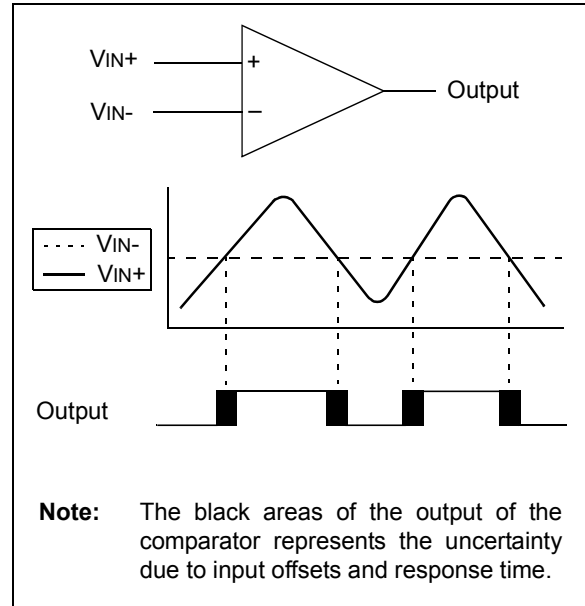 VIN+
+
Output
VIN-
–
VIN-
VIN+
Output
Note: The black areas of the output of the
comparator represents the uncertainty
due to input offsets and response time.